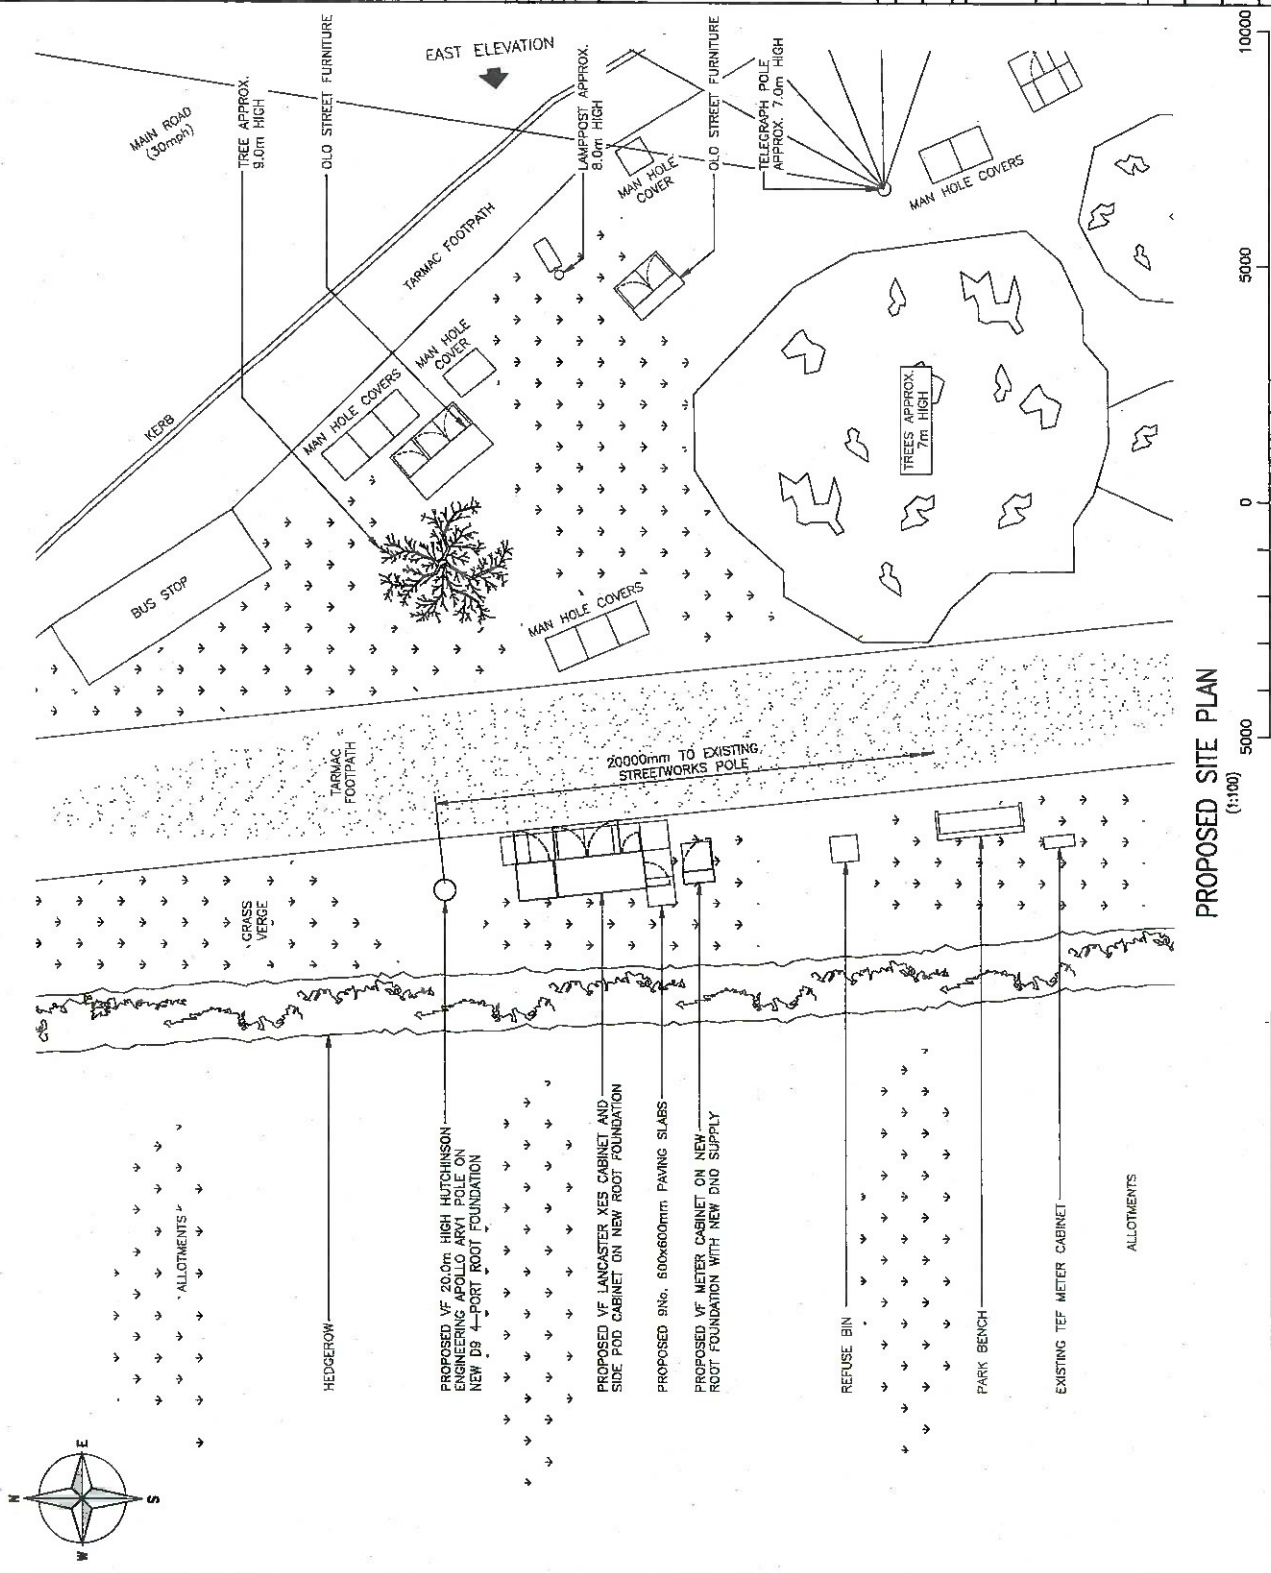 EAST ELEVATION
MAIN ROAD
(30mph)
TREE APPROX.
9.0m HIGH
OLD STREET FURNITURE
LAMPPOST APPROX.
8.0m HIGH
OLD STREET FURNITURE
TELEGRAPH POLE
APPROX. 7.0m HIGH
MAN HOLE
COVER
MAN HOLE COVERS
TARMAC FOOTPATH
MAN HOLE
COVER
MAN HOLE COVERS
KERB
TREES APPROX.
7m HIGH
BUS STOP
MAN HOLE COVERS
TARMAC
FOOTPATH
20000mm TO EXISTING
STREETWORKS POLE
GRASS
VERGE
ALLOTMENTS
HEDGEROW
PROPOSED VF 20.0m HIGH HUTCHINSON
ENGINEERING APOLLO ARV1 POLE ON
NEW D9 4-PORT ROOT FOUNDATION
PROPOSED VF LANCASTER XES CABINET AND
SIDE POD CABINET ON NEW ROOT FOUNDATION
PROPOSED 9No. 600x600mm PAVING SLABS
PROPOSED VF METER CABINET ON NEW
ROOT FOUNDATION WITH NEW DNO SUPPLY
REFUSE BIN
PARK BENCH
EXISTING TEF METER CABINET
ALLOTMENTS
N
E
S
W
PROPOSED SITE PLAN
(1:100)
5000
0
5000
10000